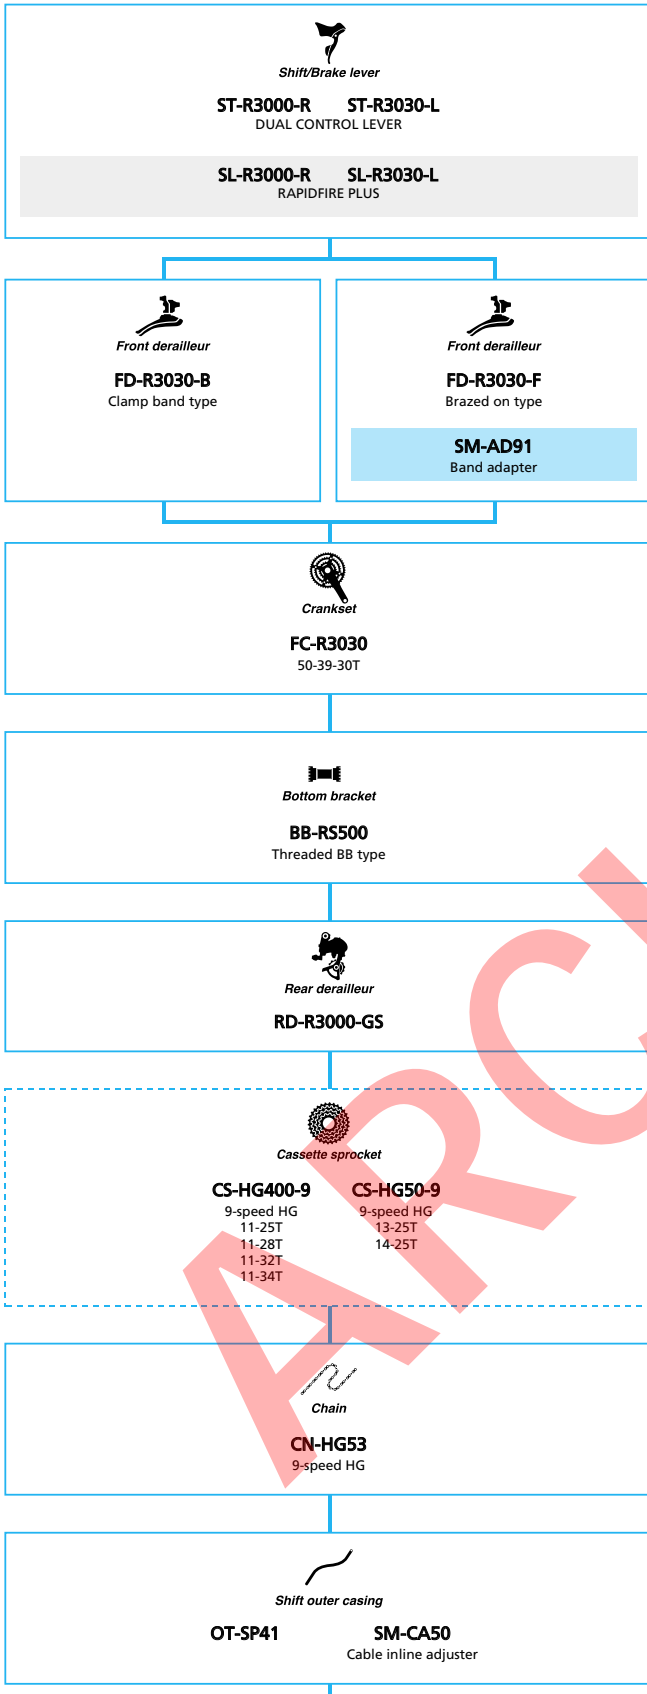 Shift/Brake lever
ST-R3000-R ST-R3030-L
DUAL CONTROL LEVER
SL-R3000-R SL-R3030-L
RAPIDFIRE PLUS
Front derailleur
FD-R3030-B
Clamp band type
Front derailleur
FD-R3030-F
Brazed on type
SM-AD91
Band adapter
Crankset
FC-R3030
50-39-30T
Bottom bracket
BB-RS500
Threaded BB type
Rear derailleur
RD-R3000-GS
Cassette sprocket
CS-HG400-9
9-speed HG
11-25T
11-28T
11-32T
11-34T
CS-HG50-9
9-speed HG
13-25T
14-25T
Chain
CN-HG53
9-speed HG
Shift outer casing
OT-SP41
SM-CA50
Cable inline adjuster
ARC